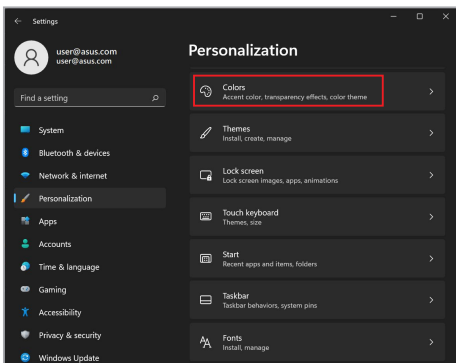 Settings
user@asus.com
user@asus.com
Find a setting
System
Bluetooth & devices
Network & internet
Personalization
Apps
Accounts
Time & language
Gaming
Accessibility
Privacy & security
Windows Update
Personalization
Colors
Accent color, transparency effects, color theme
Themes
Install, create, manage
Lock screen
Lock screen images, apps, animations
Touch keyboard
Themes, size
Start
Recent apps and items, folders
Taskbar
Taskbar behaviors, system pins
Fonts
Install, manage